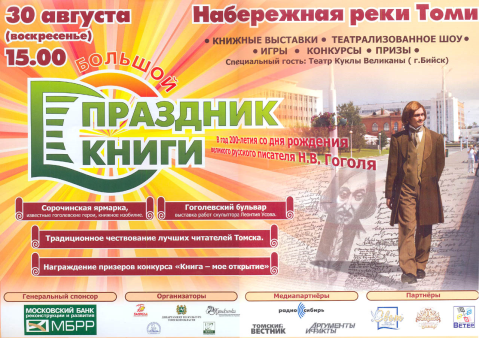 30 августа
(воскресенье)
15.00
Набережная реки Томи
• КНИЖНЫЕ ВЫСТАВКИ • ТЕАТРАЛИЗОВАННОЕ ШОУ •
• ИГРЫ • КОНКУРСЫ • ПРИЗЫ •
Специальный гость: Театр Куклы Великаны ( г.Бийск)
БОЛЬШОЙ
ПРАЗДНИК
КНИГИ
В год 200-летия со дня рождения
великого русского писателя Н.В. Гоголя
Сорочинская ярмарка,
известные гоголевские герои, книжное изобилие.
Гоголевский бульвар
выставка работ скульптора Леонтия Усова.
Традиционное чествование лучших читателей Томска.
Награждение призеров конкурса «Книга – мое открытие»
Генеральный спонсор
Организаторы
Медиапартнёры
Партнёры
МОСКОВСКИЙ БАНК
реконструкции и развития
МБРР
радио сибирь
ТОМСКИЙ
ВЕСТНИК
АРГУМЕНТЫ
И ФАКТЫ
Ветес